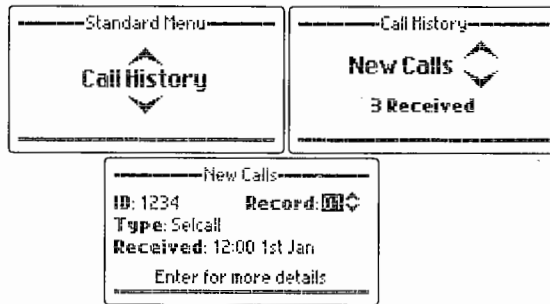 Standard Menu
Call History
Call History
New Calls
3 Received
New Calls
ID: 1234 Record: 01
Type: Selcall
Received: 12:00 1st Jan
Enter for more details